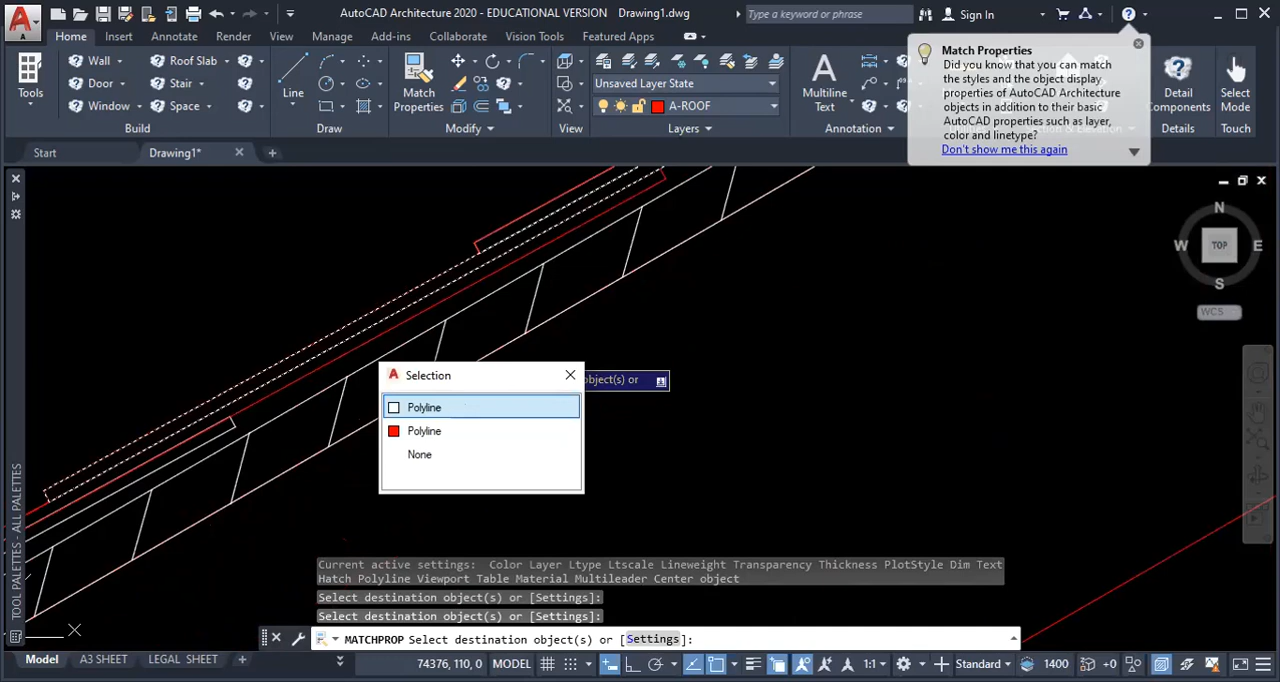 AutoCAD Architecture 2020 - EDUCATIONAL VERSION Drawing1.dwg
Type a keyword or phrase
Sign In
Home Insert Annotate Render View Manage Add-ins Collaborate Vision Tools Featured Apps
Tools
Wall Roof Slab
Door Stair
Window Space
Build
Line
Draw
Match
Properties
Modify
View
Unsaved Layer State
A-ROOF
Layers
Multiline
Text
Annotation
Match Properties
Did you know that you can match
the styles and the object display
properties of AutoCAD Architecture
objects in addition to their basic
AutoCAD properties such as layer,
color and linetype?
Don't show me this again
Detail
Components
Details
Select
Mode
Touch
Start Drawing1*
N
W TOP E
S
WCS
Selection
Polyline
Polyline
None
object(s) or
TOOL PALETTES - ALL PALETTES
Current active settings: Color Layer Ltype Ltscale Lineweight Transparency Thickness PlotStyle Dim Text
Hatch Polyline Viewport Table Material Multileader Center object
Select destination object(s) or [Settings]:
Select destination object(s) or [Settings]:
MATCHPROP Select destination object(s) or [Settings]:
Model A3 SHEET LEGAL SHEET
74376, 110, 0 MODEL 1:1 Standard 1400 +0